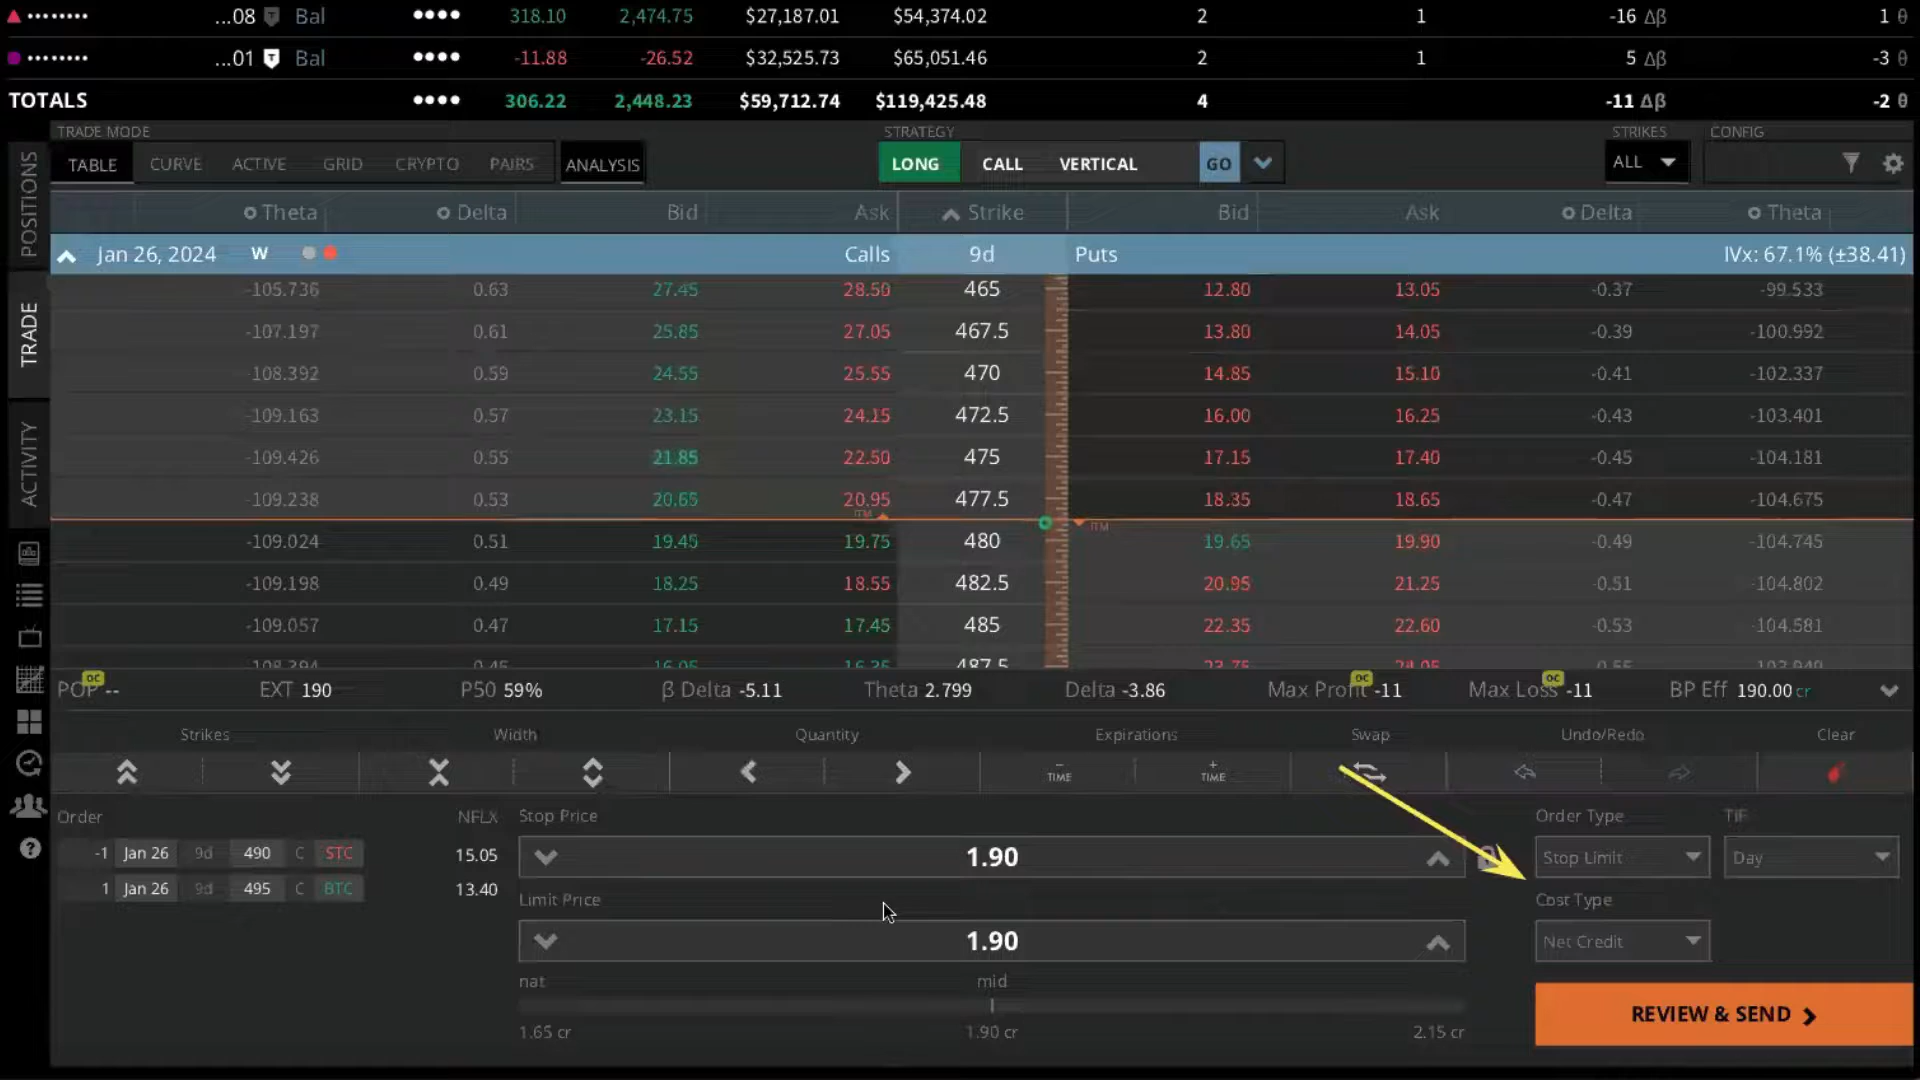 ...08 Bal •••• 318.10 2,474.75 $27,187.01 $54,374.02 2 1 -16 Δβ 1 θ
...01 Bal •••• -11.88 -26.52 $32,525.73 $65,051.46 2 1 5 Δβ -3 θ
TOTALS •••• 306.22 2,448.23 $59,712.74 $119,425.48 4 -11 Δβ -2 θ
TRADE MODE STRATEGY STRIKES CONFIG
TABLE CURVE ACTIVE GRID CRYPTO PAIRS ANALYSIS LONG CALL VERTICAL GO ALL
POSITIONS
TRADE
ACTIVITY
Theta Delta Bid Ask Strike Bid Ask Delta Theta
Jan 26, 2024 W Calls 9d Puts IVx: 67.1% (±38.41)
-105.736 0.63 27.45 28.50 465 12.80 13.05 -0.37 -99.533
-107.197 0.61 25.85 27.05 467.5 13.80 14.05 -0.39 -100.992
-108.392 0.59 24.55 25.55 470 14.85 15.10 -0.41 -102.337
-109.163 0.57 23.15 24.15 472.5 16.00 16.25 -0.43 -103.401
-109.426 0.55 21.85 22.50 475 17.15 17.40 -0.45 -104.181
-109.238 0.53 20.65 20.95 477.5 18.35 18.65 -0.47 -104.675
ITM ITM
-109.024 0.51 19.45 19.75 480 19.65 19.90 -0.49 -104.745
-109.198 0.49 18.25 18.55 482.5 20.95 21.25 -0.51 -104.802
-109.057 0.47 17.15 17.45 485 22.35 22.60 -0.53 -104.581
487.5
OC OC OC
POP -- EXT 190 P50 59% β Delta -5.11 Theta 2.799 Delta -3.86 Max Profit -11 Max Loss -11 BP Eff 190.00 cr
Strikes Width Quantity Expirations Swap Undo/Redo Clear
- TIME + TIME
Order NFLX Stop Price Order Type TIF
-1 Jan 26 9d 490 C STC 15.05 1.90 Stop Limit Day
1 Jan 26 9d 495 C BTC 13.40
Limit Price Cost Type
1.90 Net Credit
nat mid
1.65 cr 1.90 cr 2.15 cr
REVIEW & SEND